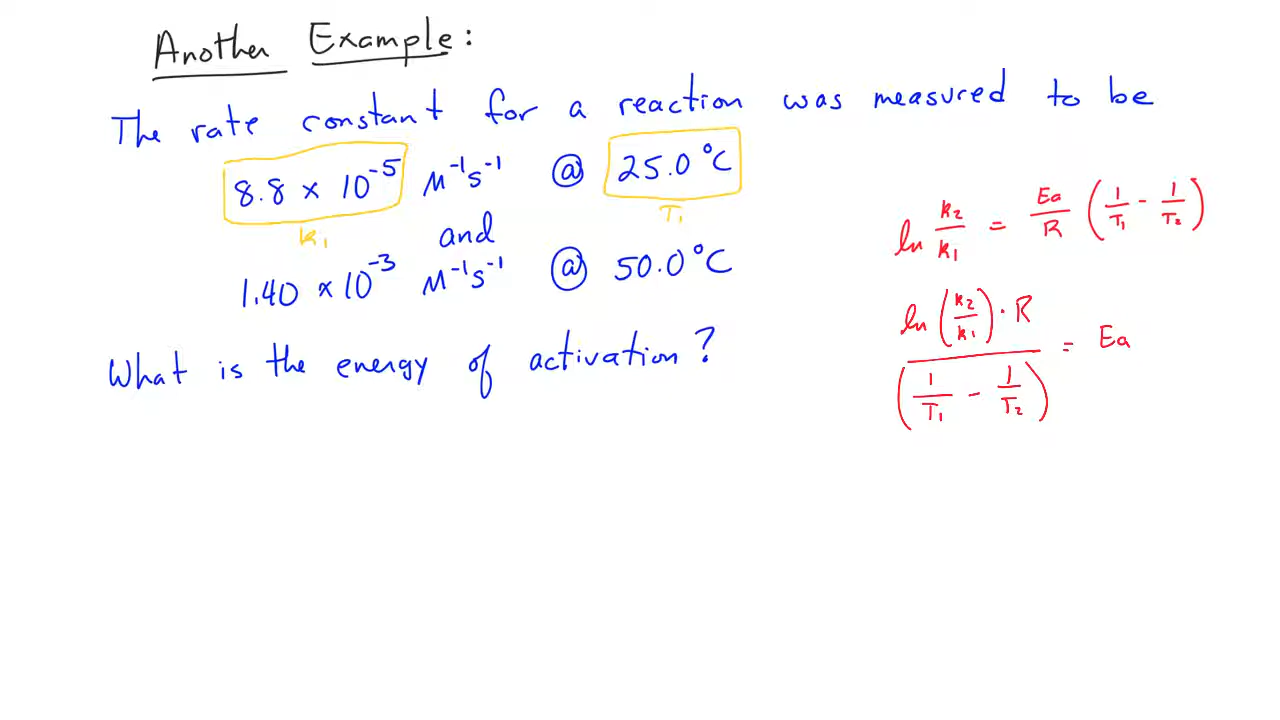 Another Example:
The rate constant for a reaction was measured to be
8.8 × 10⁻⁵ M⁻¹s⁻¹ @ 25.0 °C
k₁ T₁
and
1.40 × 10⁻³ M⁻¹s⁻¹ @ 50.0 °C
What is the energy of activation?
ln k₂/k₁ = Ea/R (1/T₁ - 1/T₂)
ln (k₂/k₁) · R / (1/T₁ - 1/T₂) = Ea